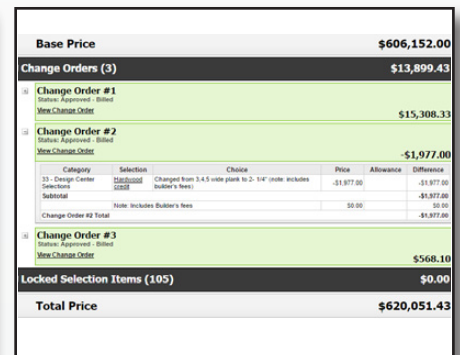 Base Price $606,152.00
Change Orders (3) $13,899.43
Change Order #1
Status: Approved - Billed
View Change Order
$15,308.33
Change Order #2
Status: Approved - Billed
View Change Order
-$1,977.00
Category Selection Choice Price Allowance Difference
33 - Design Center Selections Hardwood credit Changed from 3,4,5 wide plank to 2- 1/4" (note: includes builder's fees) -$1,977.00 -$1,977.00
Subtotal -$1,977.00
Note: Includes Builder's fees $0.00 $0.00
Change Order #2 Total -$1,977.00
Change Order #3
Status: Approved - Billed
View Change Order
$568.10
Locked Selection Items (105) $0.00
Total Price $620,051.43